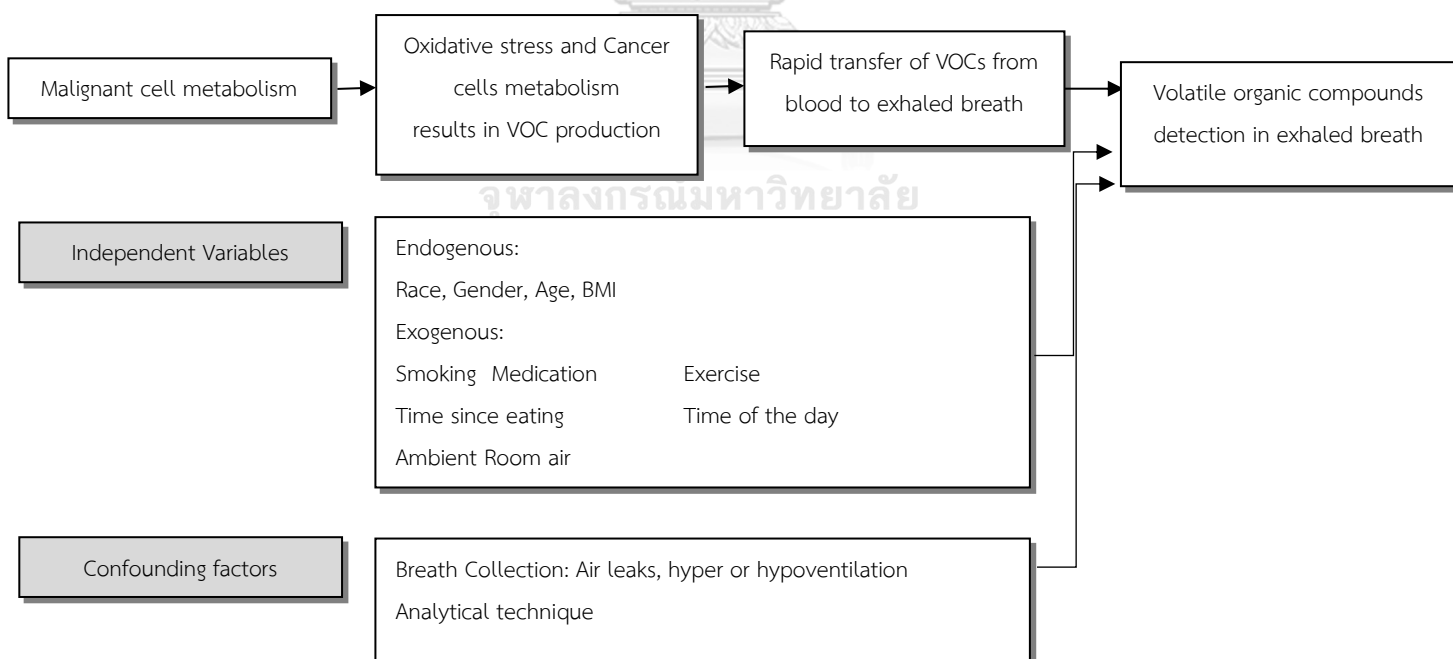 Malignant cell metabolism
Oxidative stress and Cancer
cells metabolism
results in VOC production
Rapid transfer of VOCs from
blood to exhaled breath
Volatile organic compounds
detection in exhaled breath
จุฬาลงกรณ์มหาวิทยาลัย
Independent Variables
Endogenous:
Race, Gender, Age, BMI
Exogenous:
Smoking Medication Exercise
Time since eating Time of the day
Ambient Room air
Confounding factors
Breath Collection: Air leaks, hyper or hypoventilation
Analytical technique